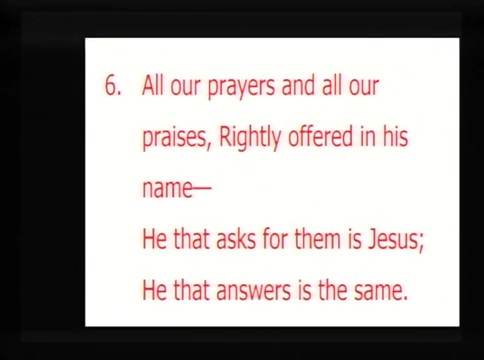 6. All our prayers and all our
praises, Rightly offered in his
name—
He that asks for them is Jesus;
He that answers is the same.